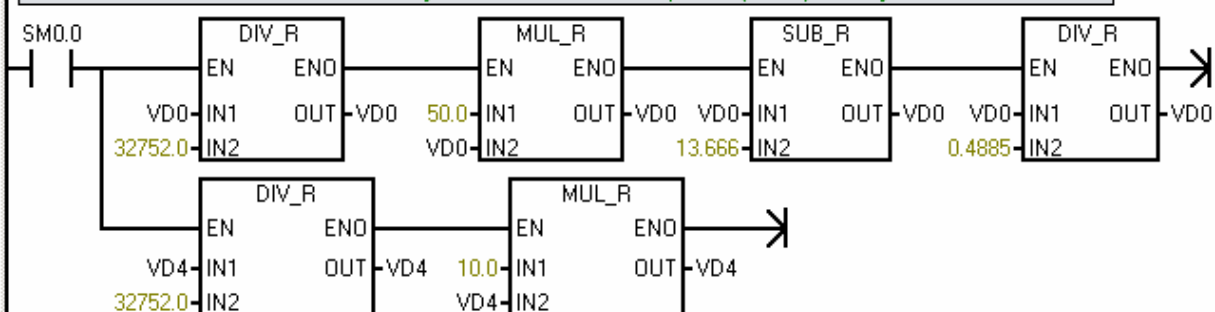 SM0.0 DIV_R MUL_R SUB_R DIV_R
EN ENO EN ENO EN ENO EN ENO
VD0 IN1 OUT VD0 50.0 IN1 OUT VD0 VD0 IN1 OUT VD0 VD0 IN1 OUT VD0
32752.0 IN2 VD0 IN2 13.666 IN2 0.4885 IN2
DIV_R MUL_R
EN ENO EN ENO
VD4 IN1 OUT VD4 10.0 IN1 OUT VD4
32752.0 IN2 VD4 IN2